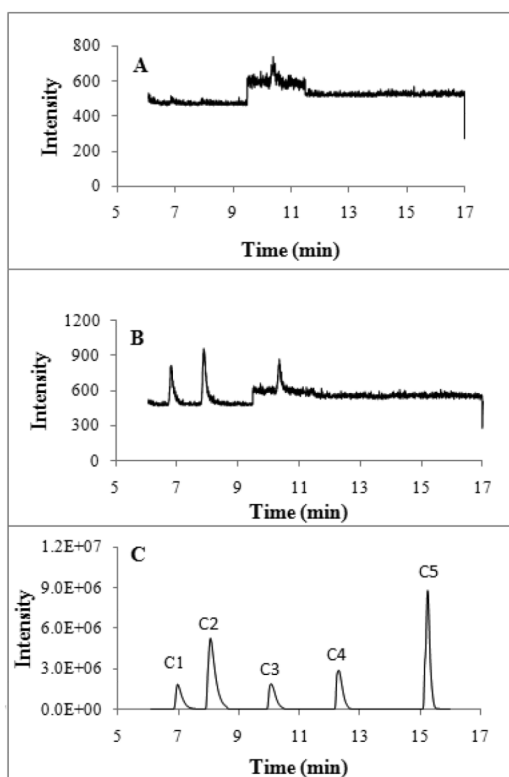 A
800
600
400
200
0
Intensity
5 7 9 11 13 15 17
Time (min)
B
1200
900
600
300
0
Intensity
5 7 9 11 13 15 17
Time (min)
C
1.2E+07
9.0E+06
6.0E+06
3.0E+06
0.0E+00
Intensity
C1 C2 C3 C4 C5
5 7 9 11 13 15 17
Time (min)